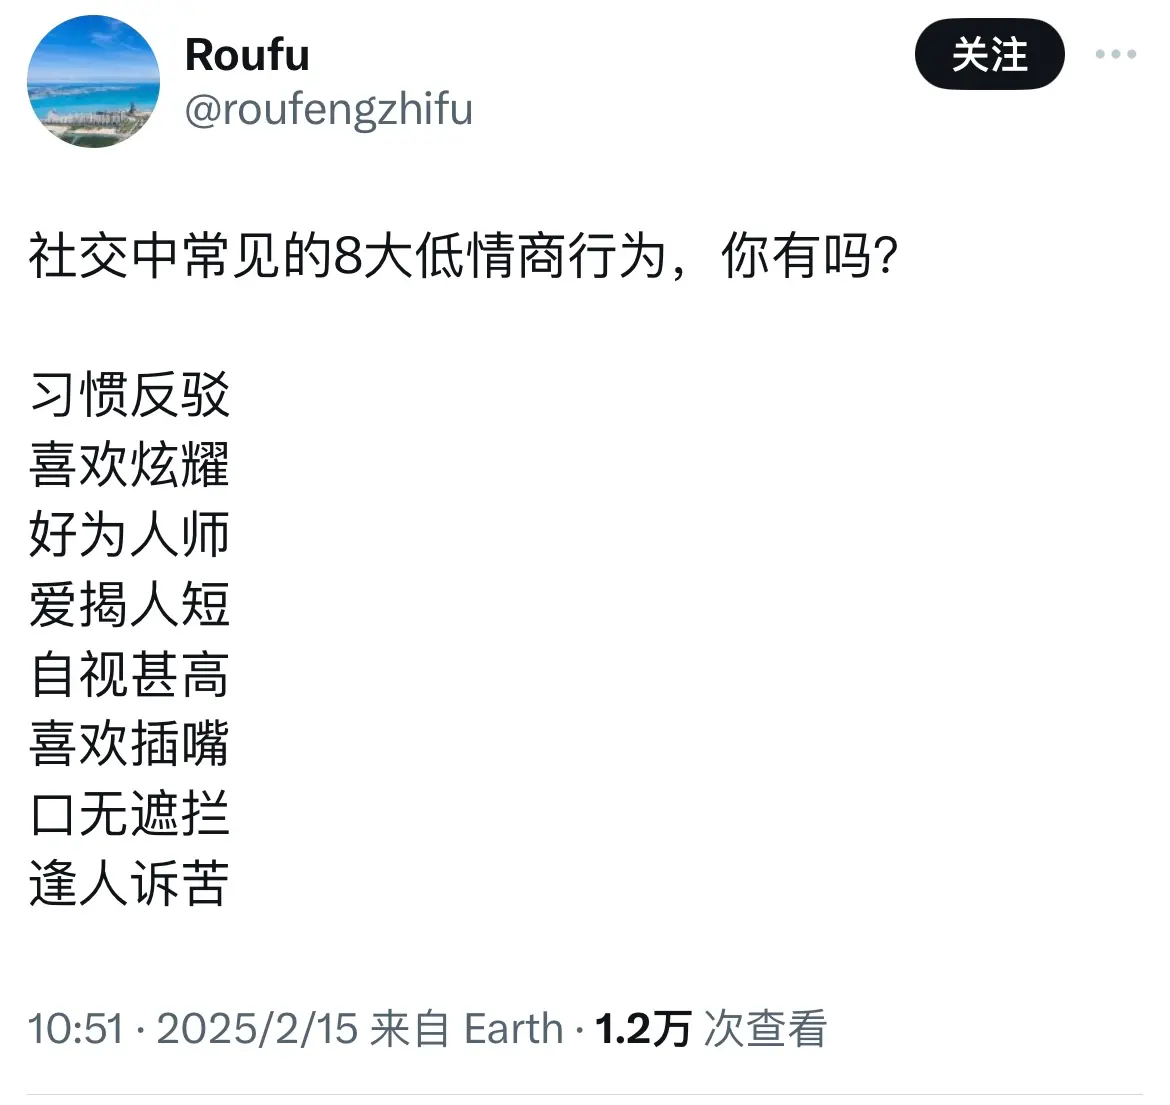 Roufu
@roufengzhifu
关注
社交中常见的8大低情商行为，你有吗？
习惯反驳
喜欢炫耀
好为人师
爱揭人短
自视甚高
喜欢插嘴
口无遮拦
逢人诉苦
10:51 · 2025/2/15 来自 Earth · 1.2万 次查看